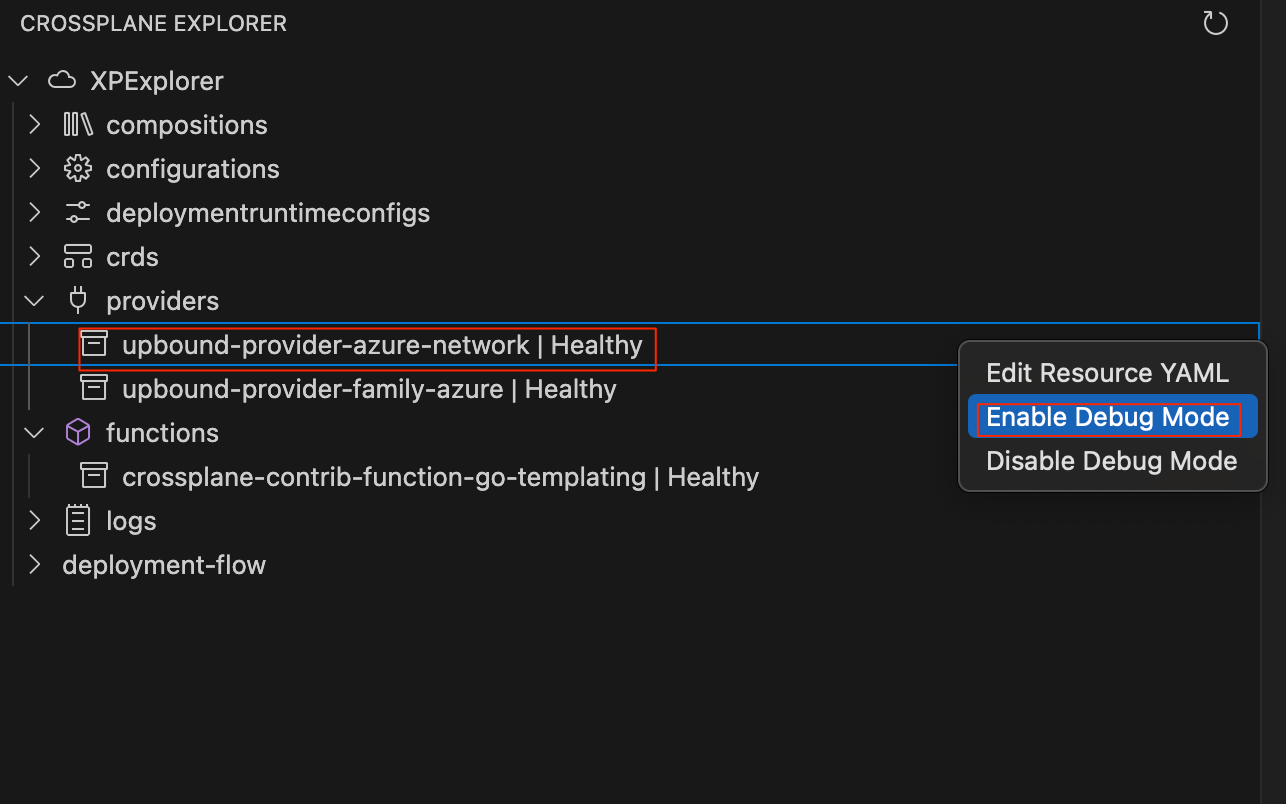 CROSSPLANE EXPLORER
XPExplorer
compositions
configurations
deploymentruntimeconfigs
crds
providers
upbound-provider-azure-network | Healthy
Edit Resource YAML
upbound-provider-family-azure | Healthy
Enable Debug Mode
functions
Disable Debug Mode
crossplane-contrib-function-go-templating | Healthy
logs
deployment-flow